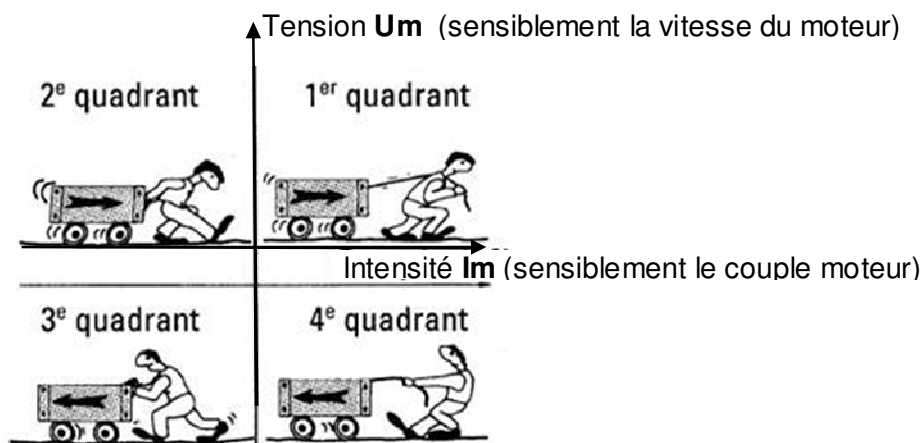 Tension Um (sensiblement la vitesse du moteur)
2e quadrant
1er quadrant
Intensité Im (sensiblement le couple moteur)
3e quadrant
4e quadrant